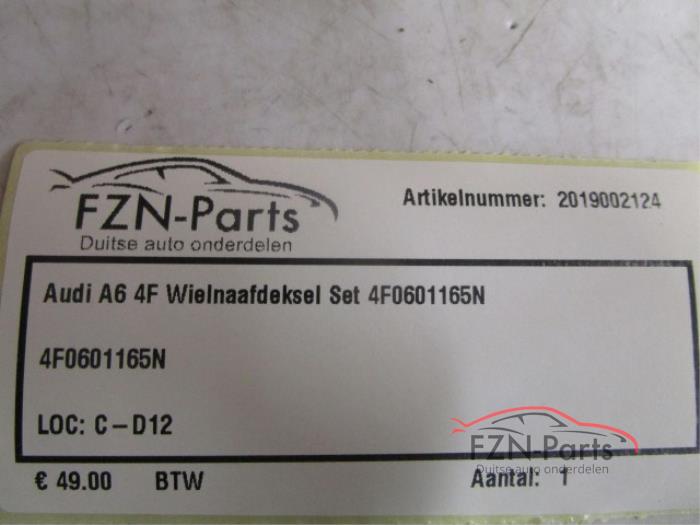 FZN-Parts
Duitse auto onderdelen
Artikelnummer: 2019002124
Audi A6 4F Wielnaafdeksel Set 4F0601165N
4F0601165N
LOC: C-D12
€ 49.00 BTW Aantal: 1
FZN-Parts
Duitse auto onderdelen